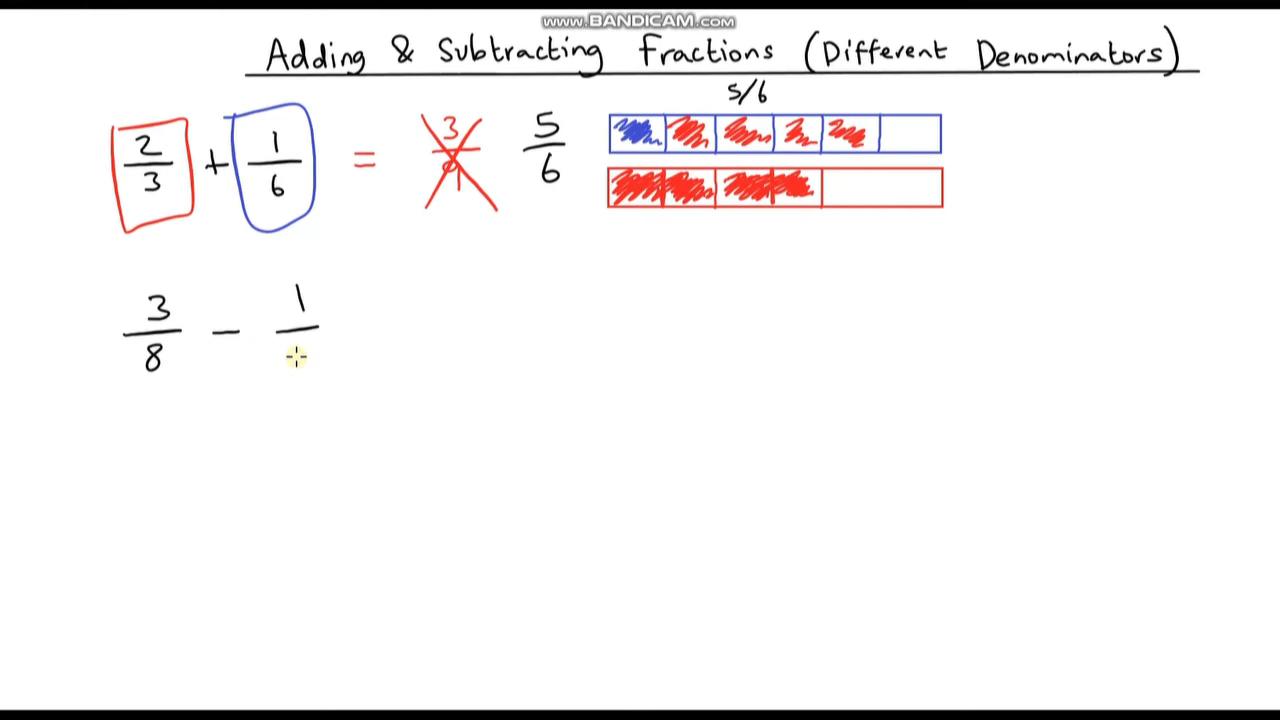 www.BANDICAM.com
Adding & Subtracting Fractions (Different Denominators)
5/6
2/3 + 1/6 = 3/9 5/6
3/8 - 1/